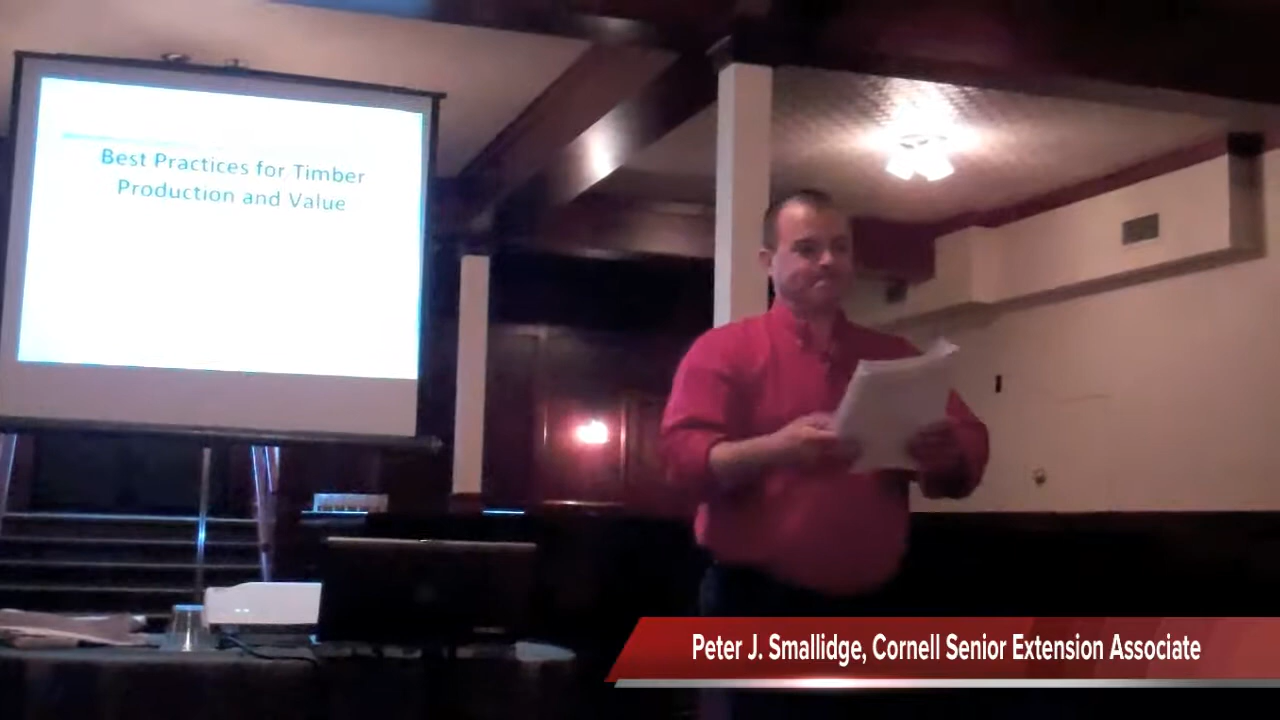 Best Practices for Timber
Production and Value
Peter J. Smallidge, Cornell Senior Extension Associate